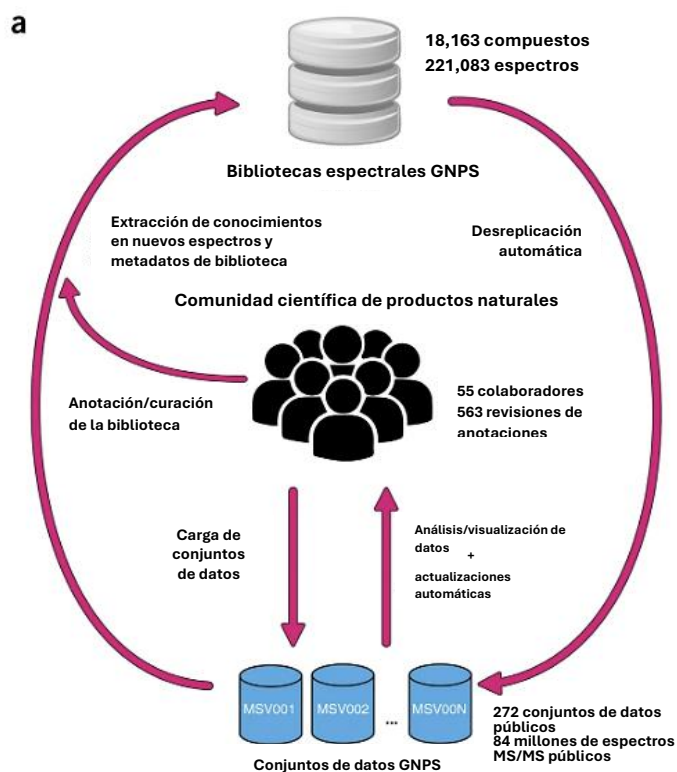 a
18,163 compuestos
221,083 espectros
Bibliotecas espectrales GNPS
Extracción de conocimientos
en nuevos espectros y
metadatos de biblioteca
Desreplicación
automática
Comunidad científica de productos naturales
Anotación/curación
de la biblioteca
55 colaboradores
563 revisiones de
anotaciones
Carga de
conjuntos
de datos
Análisis/visualización de
datos
+
actualizaciones
automáticas
MSV001
MSV002
...
MSV00N
272 conjuntos de datos
públicos
84 millones de espectros
MS/MS públicos
Conjuntos de datos GNPS